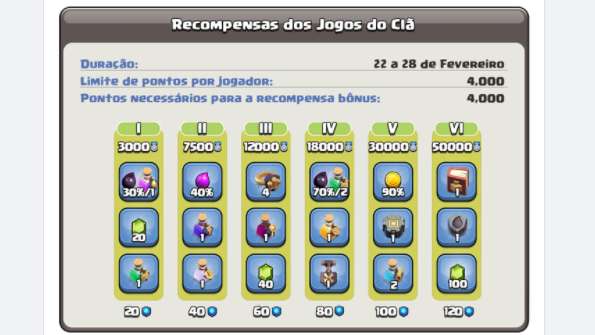 Recompensas dos Jogos do Clã
Duração: 22 a 28 de Fevereiro
Limite de pontos por jogador: 4,000
Pontos necessários para a recompensa bônus: 4,000
I II III IV V VI
3000 7500 12000 18000 30000 50000
30%/1 40% 4 70%/2 90% 1
20 1 1 1 1 1
1 1 40 1 2 100
20 40 60 80 100 120